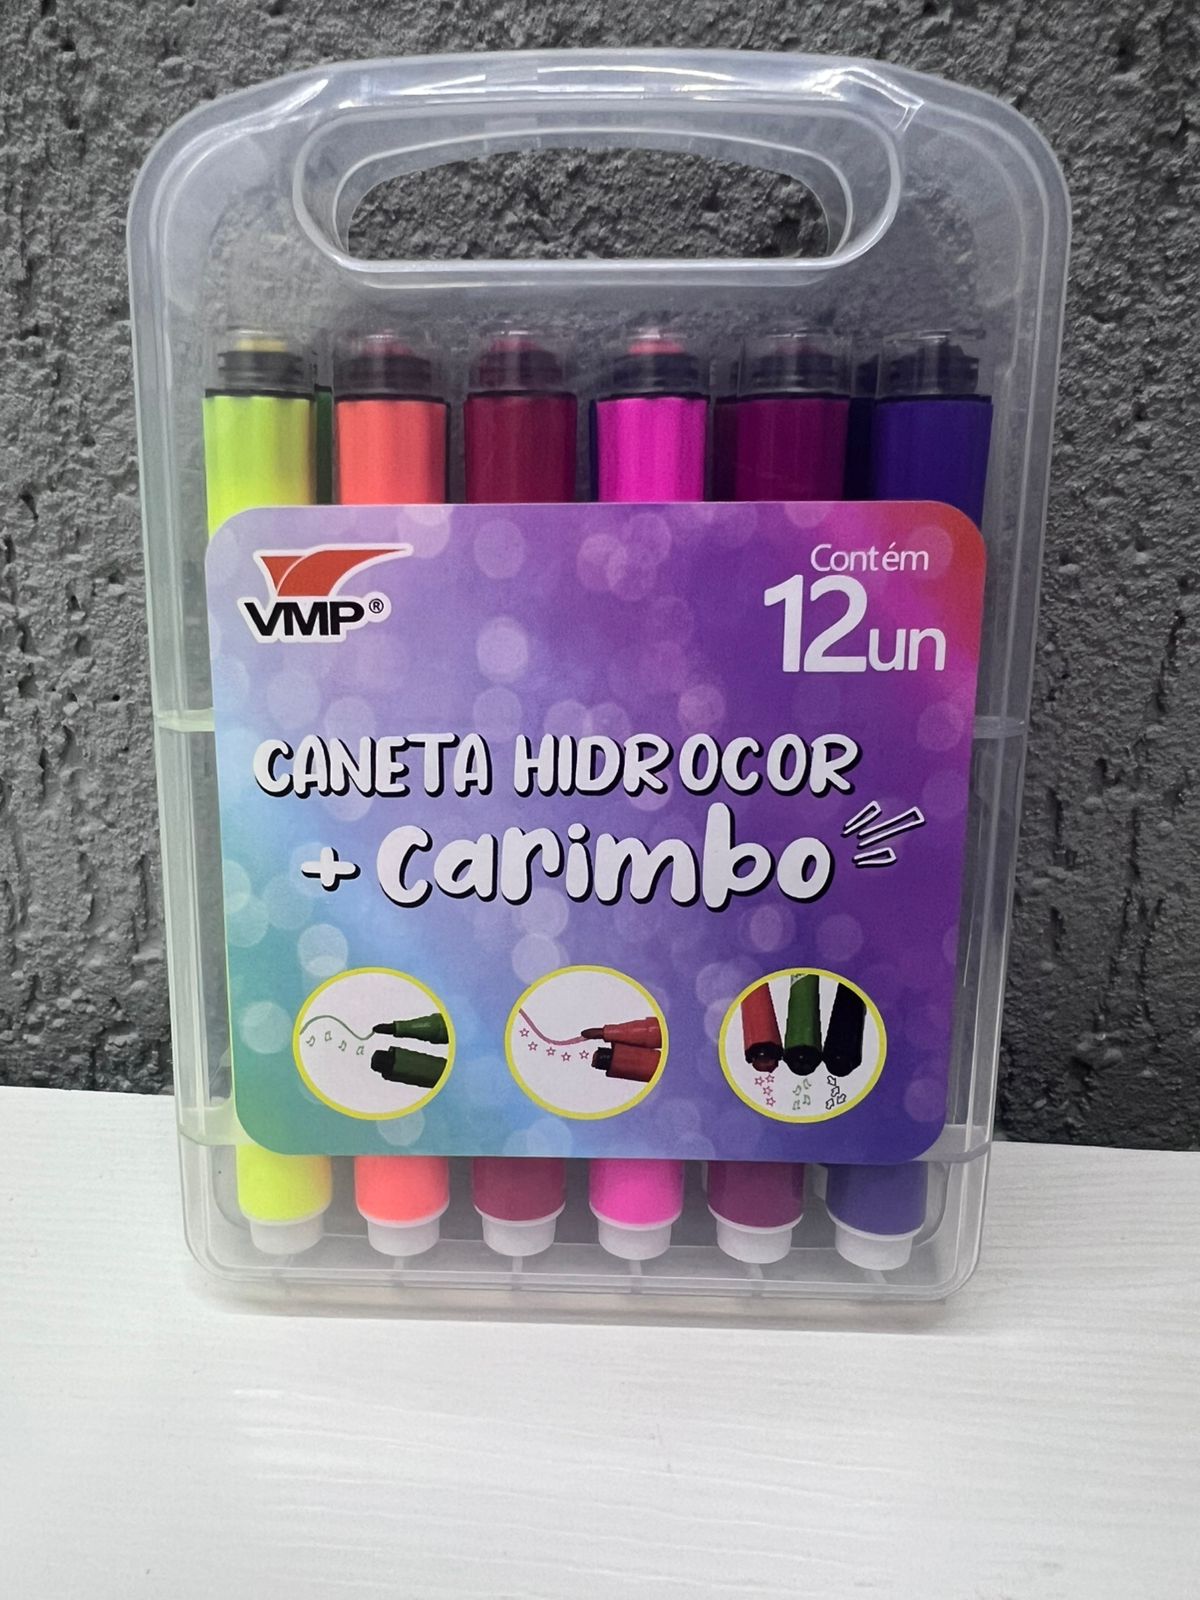 VMP®
Contém
12un
CANETA HIDROCOR
+ Carimbo